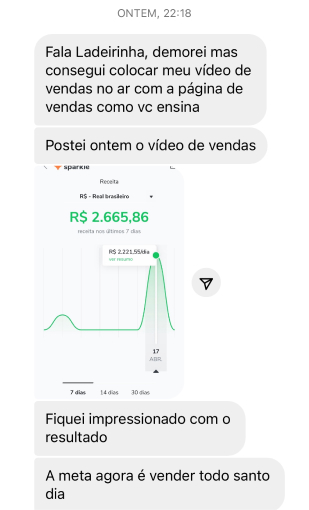 ONTEM, 22:18
Fala Ladeirinha, demorei mas
consegui colocar meu vídeo de
vendas no ar com a página de
vendas como vc ensina
Postei ontem o vídeo de vendas
sparkle
Receita
R$ - Real brasileiro
R$ 2.665,86
receita nos últimos 7 dias
R$ 2.221,55/dia
ver resumo
17
ABR.
7 dias 14 dias 30 dias
Fiquei impressionado com o
resultado
A meta agora é vender todo santo
dia